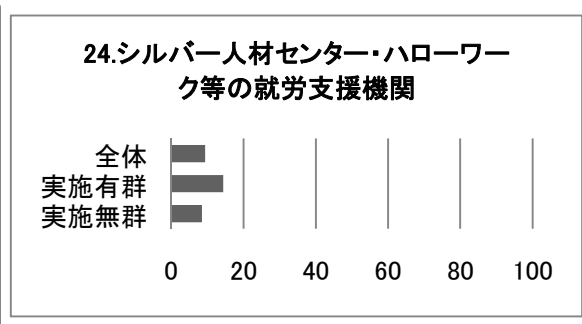 24.シルバー人材センター・ハローワー
ク等の就労支援機関
全体
実施有群
実施無群
0 20 40 60 80 100